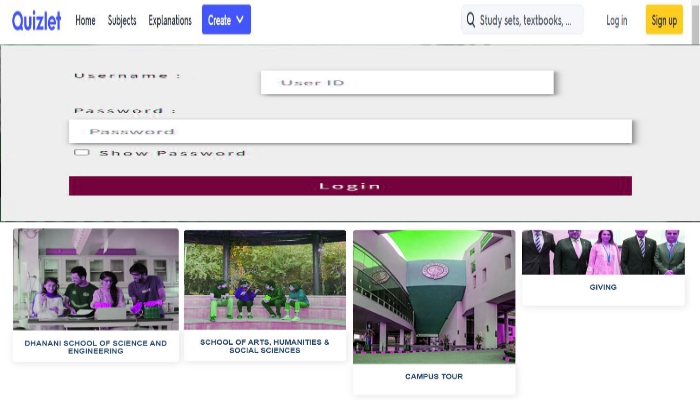 Quizlet Home Subjects Explanations Create Study sets, textbooks, ... Log in Sign up
Username :
User ID
Password :
Password
Show Password
Login
DHANANI SCHOOL OF SCIENCE AND
ENGINEERING
SCHOOL OF ARTS, HUMANITIES &
SOCIAL SCIENCES
CAMPUS TOUR
GIVING